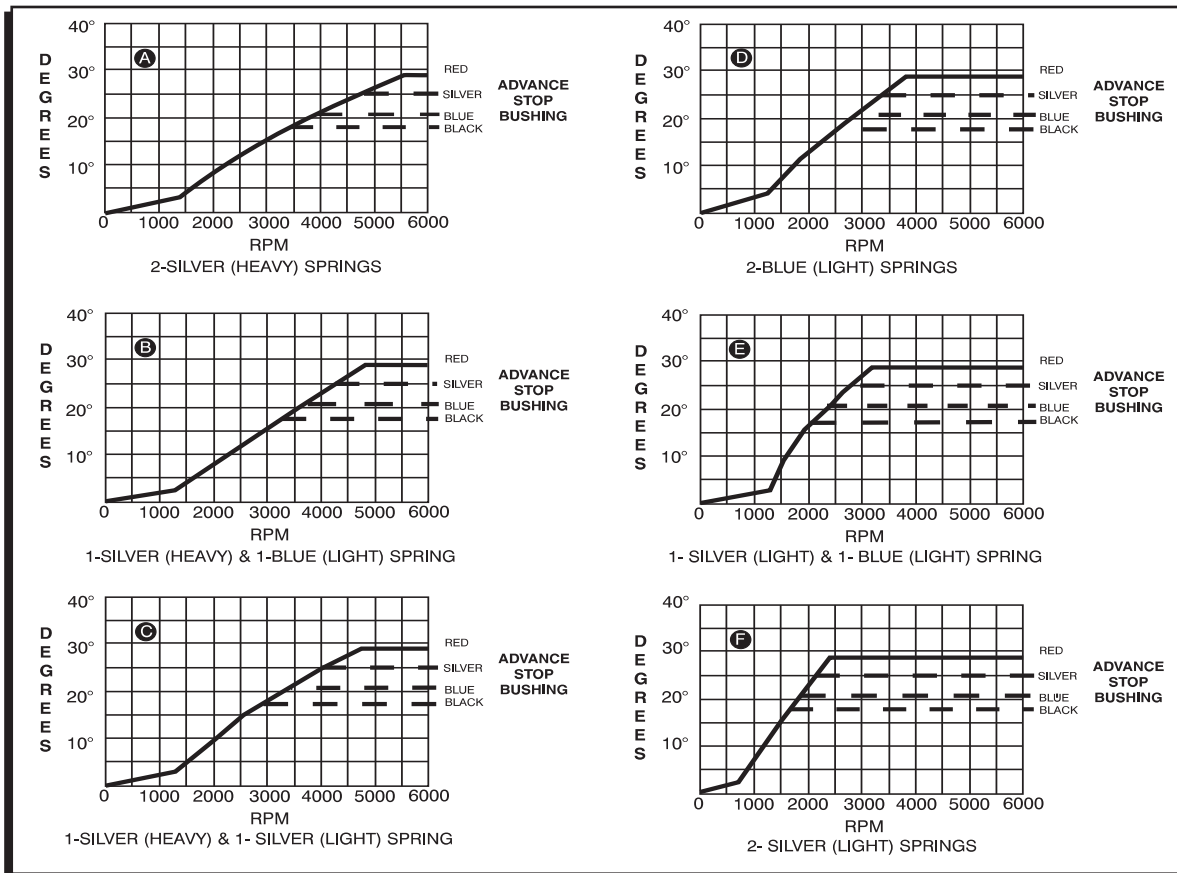 A
DEGREES
40°
30°
20°
10°
0 1000 2000 3000 4000 5000 6000
RPM
2-SILVER (HEAVY) SPRINGS
RED
SILVER
BLUE
BLACK
ADVANCE
STOP
BUSHING
D
DEGREES
40°
30°
20°
10°
0 1000 2000 3000 4000 5000 6000
RPM
2-BLUE (LIGHT) SPRINGS
RED
SILVER
BLUE
BLACK
ADVANCE
STOP
BUSHING
B
DEGREES
40°
30°
20°
10°
0 1000 2000 3000 4000 5000 6000
RPM
1-SILVER (HEAVY) & 1-BLUE (LIGHT) SPRING
RED
SILVER
BLUE
BLACK
ADVANCE
STOP
BUSHING
E
DEGREES
40°
30°
20°
10°
0 1000 2000 3000 4000 5000 6000
RPM
1- SILVER (LIGHT) & 1- BLUE (LIGHT) SPRING
RED
SILVER
BLUE
BLACK
ADVANCE
STOP
BUSHING
C
DEGREES
40°
30°
20°
10°
0 1000 2000 3000 4000 5000 6000
RPM
1-SILVER (HEAVY) & 1- SILVER (LIGHT) SPRING
RED
SILVER
BLUE
BLACK
ADVANCE
STOP
BUSHING
F
DEGREES
40°
30°
20°
10°
0 1000 2000 3000 4000 5000 6000
RPM
2- SILVER (LIGHT) SPRINGS
RED
SILVER
BLUE
BLACK
ADVANCE
STOP
BUSHING